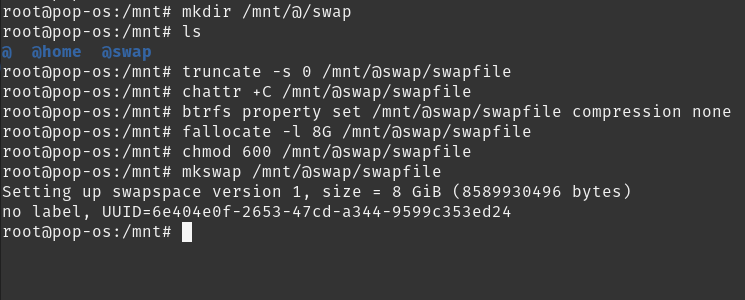 root@pop-os:/mnt# mkdir /mnt/@/swap
root@pop-os:/mnt# ls
@  @home  @swap
root@pop-os:/mnt# truncate -s 0 /mnt/@swap/swapfile
root@pop-os:/mnt# chattr +C /mnt/@swap/swapfile
root@pop-os:/mnt# btrfs property set /mnt/@swap/swapfile compression none
root@pop-os:/mnt# fallocate -l 8G /mnt/@swap/swapfile
root@pop-os:/mnt# chmod 600 /mnt/@swap/swapfile
root@pop-os:/mnt# mkswap /mnt/@swap/swapfile
Setting up swapspace version 1, size = 8 GiB (8589930496 bytes)
no label, UUID=6e404e0f-2653-47cd-a344-9599c353ed24
root@pop-os:/mnt#